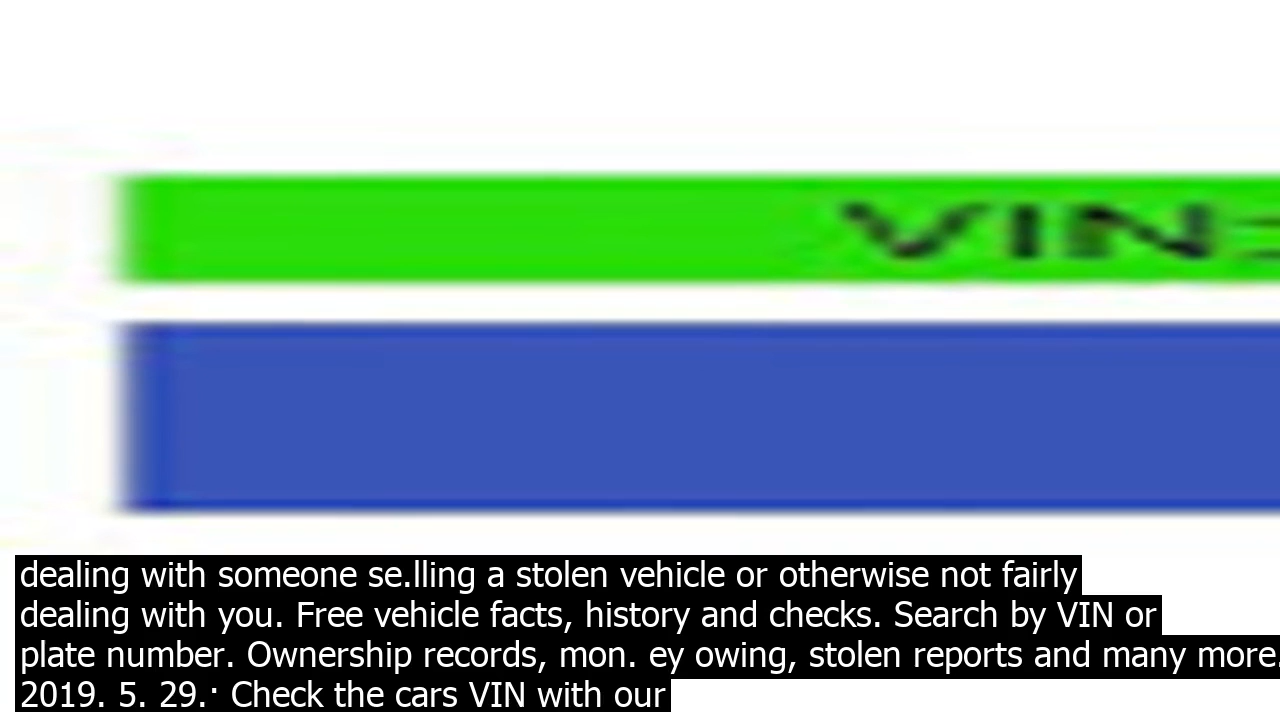 VIN
dealing with someone se.lling a stolen vehicle or otherwise not fairly
dealing with you. Free vehicle facts, history and checks. Search by VIN or
plate number. Ownership records, mon. ey owing, stolen reports and many more.
2019. 5. 29.· Check the cars VIN with our